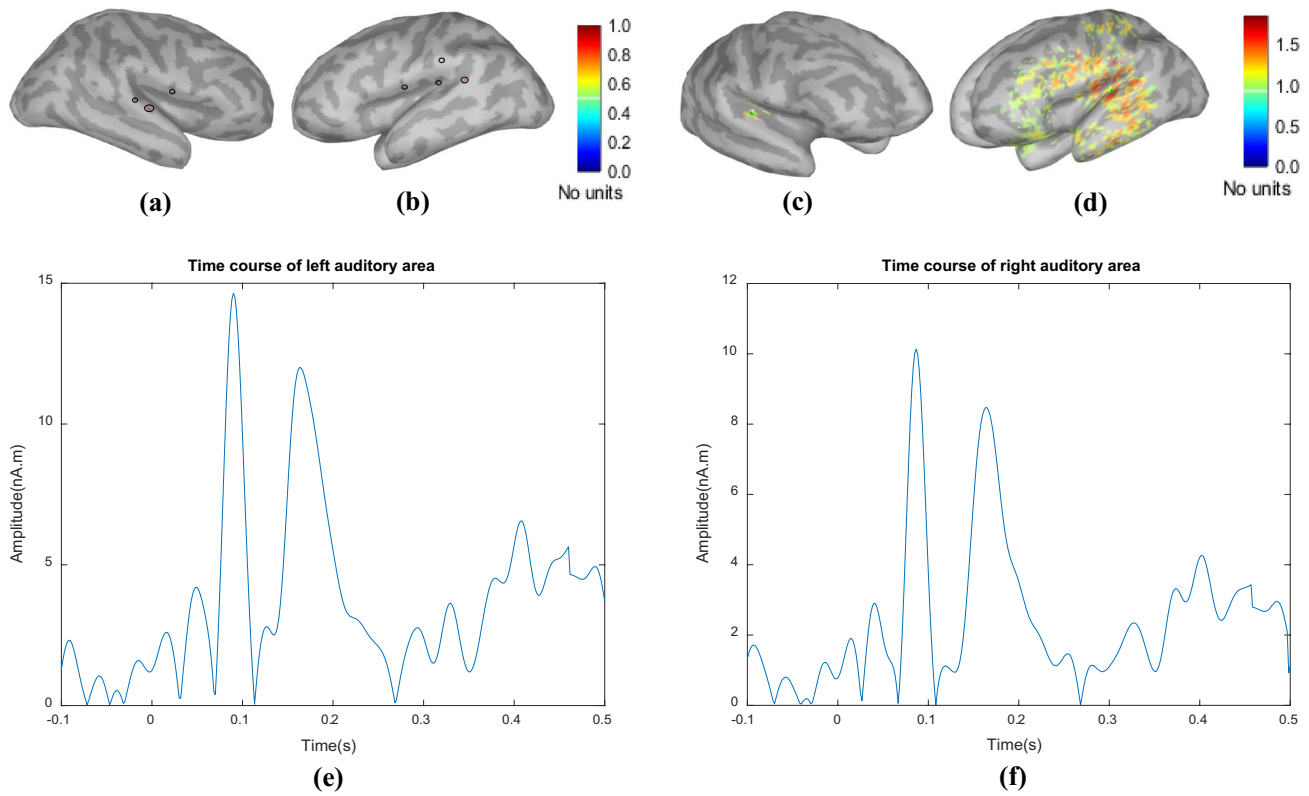 1.0
0.8
0.6
0.4
0.2
0.0
No units
(a)
(b)
1.5
1.0
0.5
0.0
No units
(c)
(d)
Time course of left auditory area
15
10
5
0
Amplitude(nA.m)
-0.1 0 0.1 0.2 0.3 0.4 0.5
Time(s)
(e)
Time course of right auditory area
12
10
8
6
4
2
0
Amplitude(nA.m)
-0.1 0 0.1 0.2 0.3 0.4 0.5
Time(s)
(f)